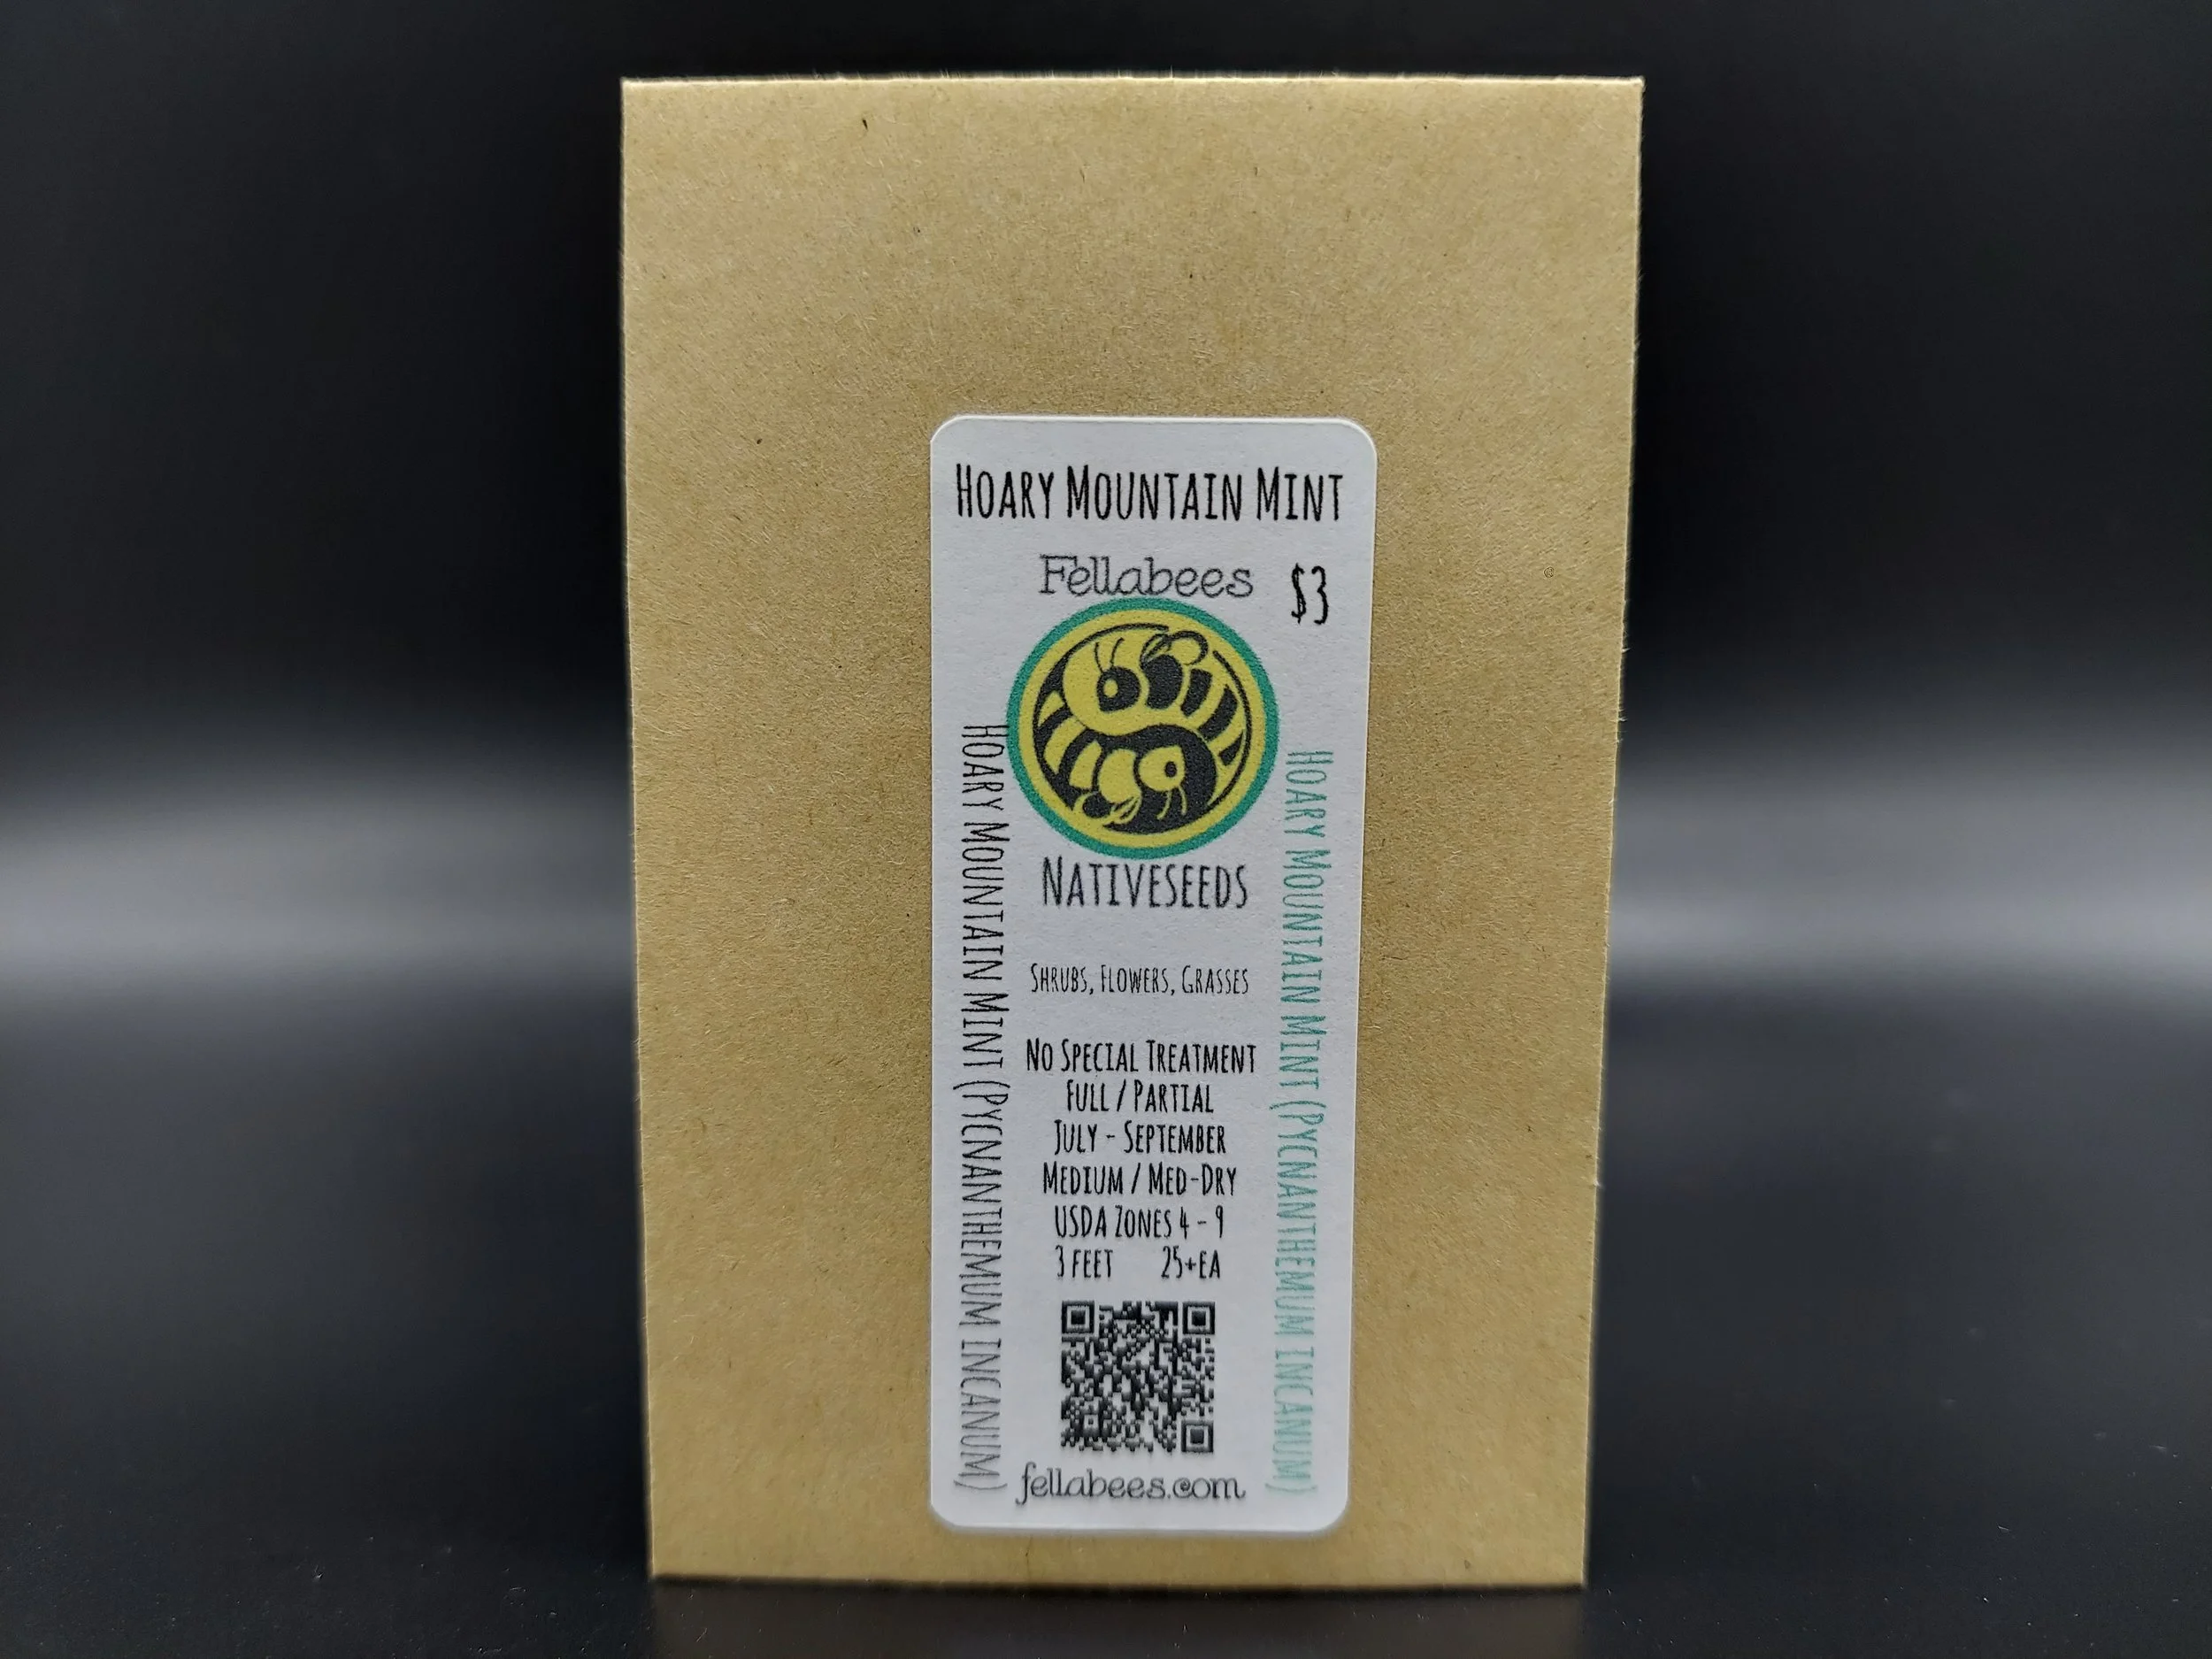 Hoary Mountain Mint
Fellabees
$3
Nativeseeds
Hoary Mountain Mint (Pycnanthemum incanum)
Hoary Mountain Mint (Pycnanthemum incanum)
Shrubs, Flowers, Grasses
No Special Treatment
Full / Partial
July - September
Medium / Med-Dry
USDA Zones 4 - 9
3 feet 25+ea
fellabees.com